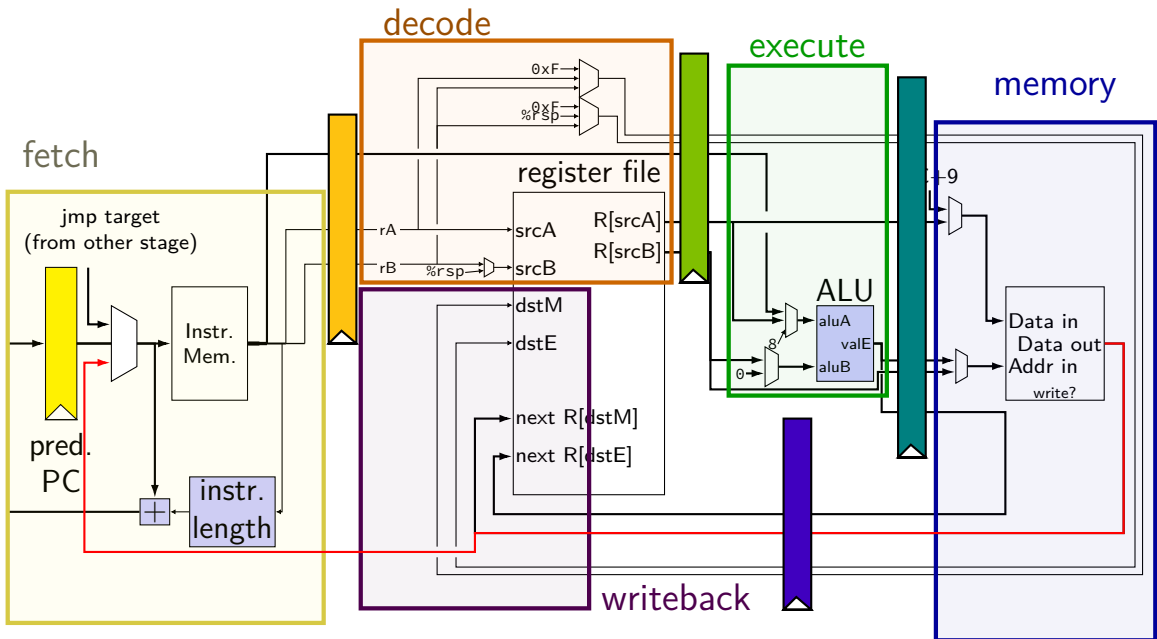 decode
execute
memory
fetch
0xF
0xF
%rsp
register file
+9
jmp target
(from other stage)
rA
srcA
R[srcA]
R[srcB]
rB
%rsp
srcB
dstM
dstE
ALU
aluA
valE
aluB
8
0
Instr.
Mem.
Data in
Data out
Addr in
write?
next R[dstM]
next R[dstE]
pred.
PC
instr.
length
+
writeback